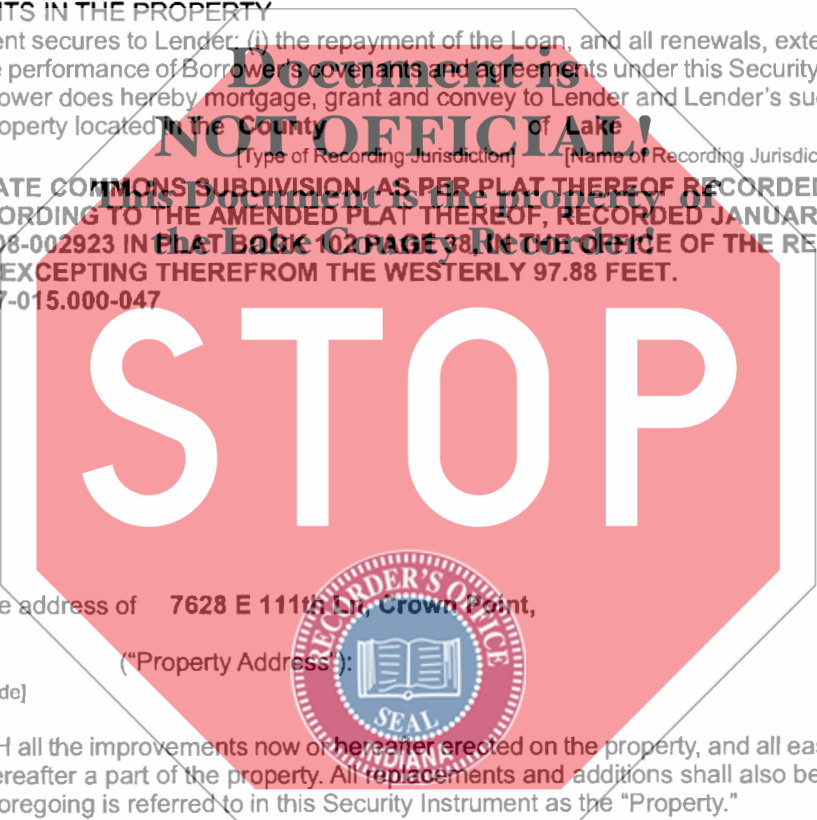 TS IN THE PROPERTY
ent secures to Lender: (i) the repayment of the Loan, and all renewals, exte
Document is
e performance of Borrower's covenants and agreements under this Security
ower does hereby mortgage, grant and convey to Lender and Lender's su
operty located in the County of Lake
NOT OFFICIAL!
[Type of Recording Jurisdiction] [Name of Recording Jurisdic
ATE COMMONS SUBDIVISION, AS PER PLAT THEREOF RECORDED
This Document is the property of
ORDING TO THE AMENDED PLAT THEREOF, RECORDED JANUAR
08-002923 IN PLAT BOOK 102 PAGE 38, IN THE OFFICE OF THE RE
the Lake County Recorder!
EXCEPTING THEREFROM THE WESTERLY 97.88 FEET.
7-015.000-047
STOP
e address of 7628 E 111th Ln, Crown Point,
RECORDER'S OFFICE
("Property Address"):
de]
SEAL
INDIANA
H all the improvements now or hereafter erected on the property, and all eas
ereafter a part of the property. All replacements and additions shall also be
oregoing is referred to in this Security Instrument as the "Property."